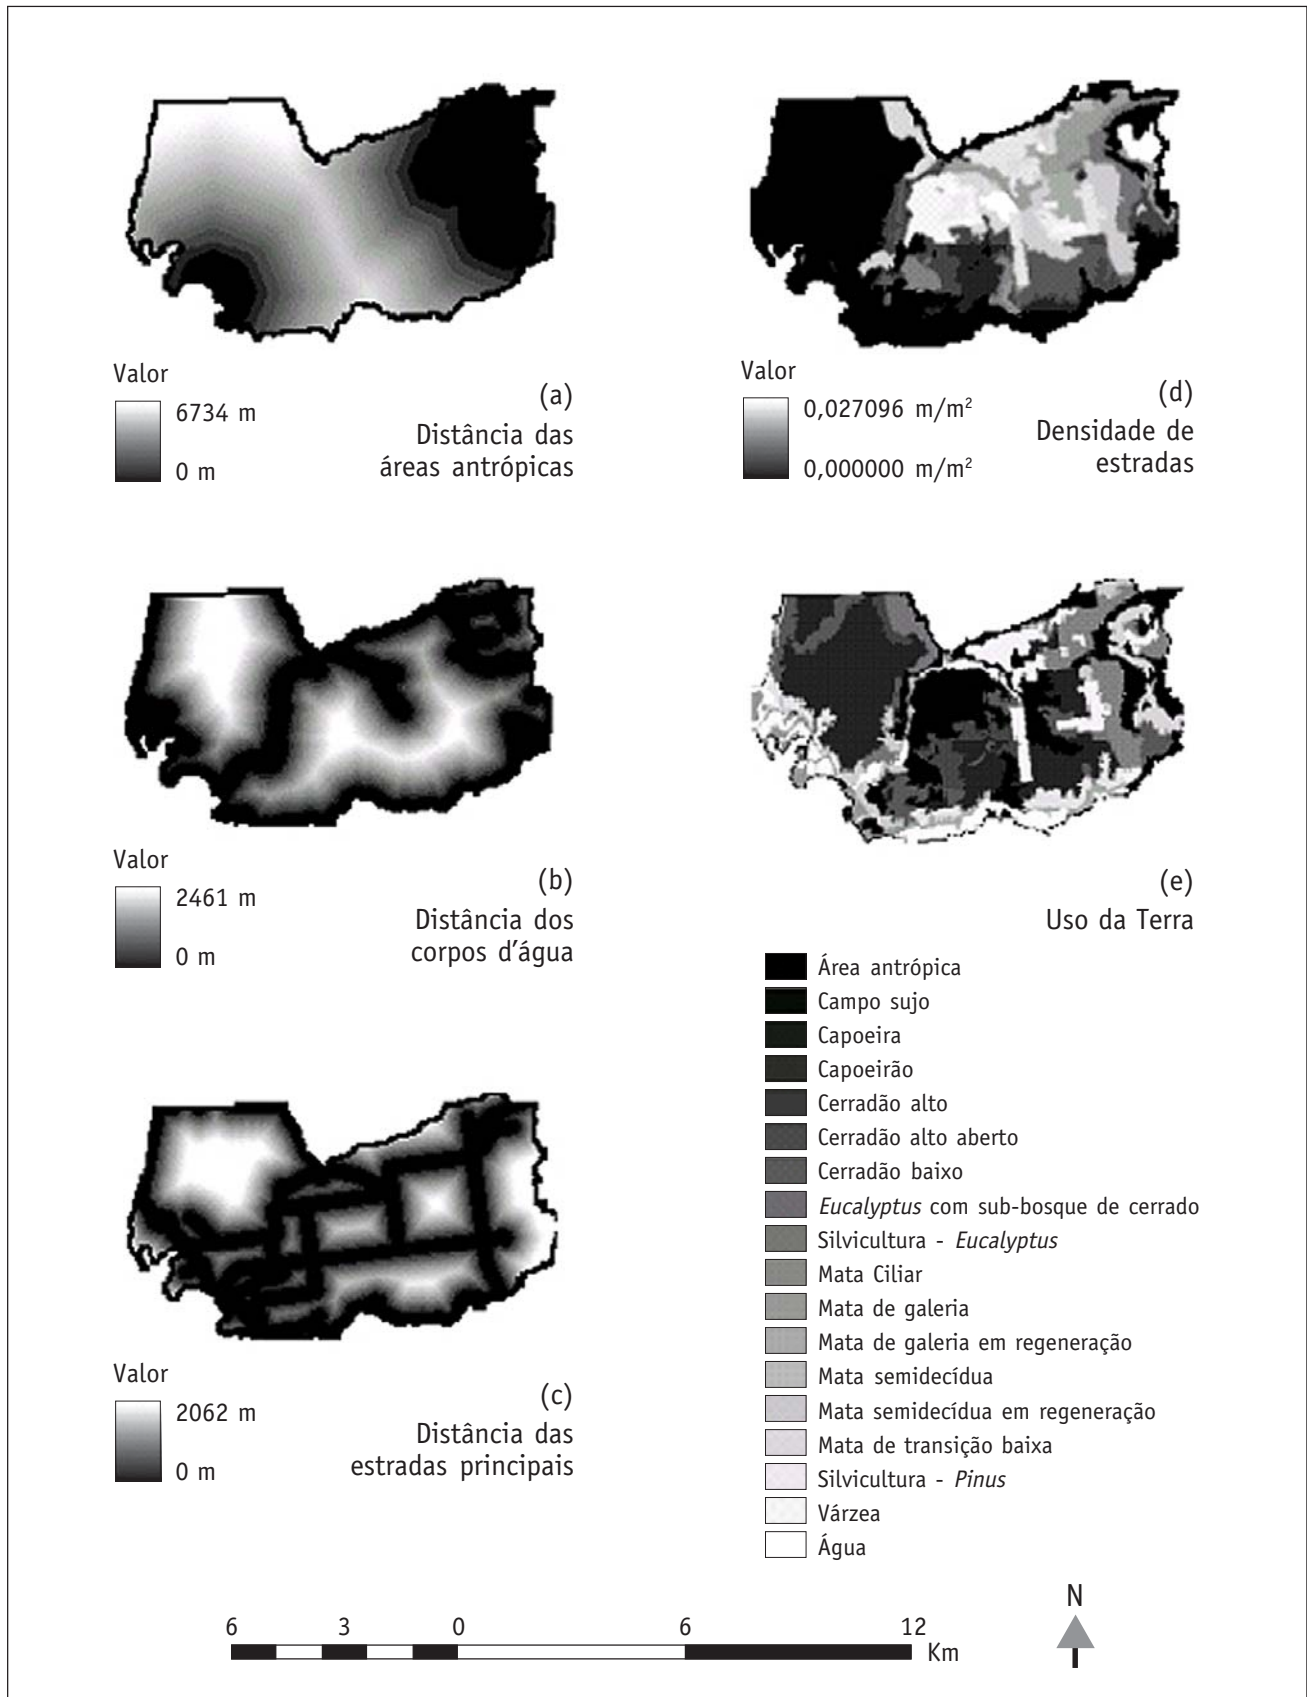 Valor
6734 m
0 m
(a)
Distância das
áreas antrópicas
Valor
0,027096 m/m²
0,000000 m/m²
(d)
Densidade de
estradas
Valor
2461 m
0 m
(b)
Distância dos
corpos d'água
(e)
Uso da Terra
Área antrópica
Campo sujo
Capoeira
Capoeirão
Cerradão alto
Cerradão alto aberto
Cerradão baixo
Eucalyptus com sub-bosque de cerrado
Silvicultura - Eucalyptus
Mata Ciliar
Mata de galeria
Mata de galeria em regeneração
Mata semidecídua
Mata semidecídua em regeneração
Mata de transição baixa
Silvicultura - Pinus
Várzea
Água
Valor
2062 m
0 m
(c)
Distância das
estradas principais
6 3 0 6 12
Km
N